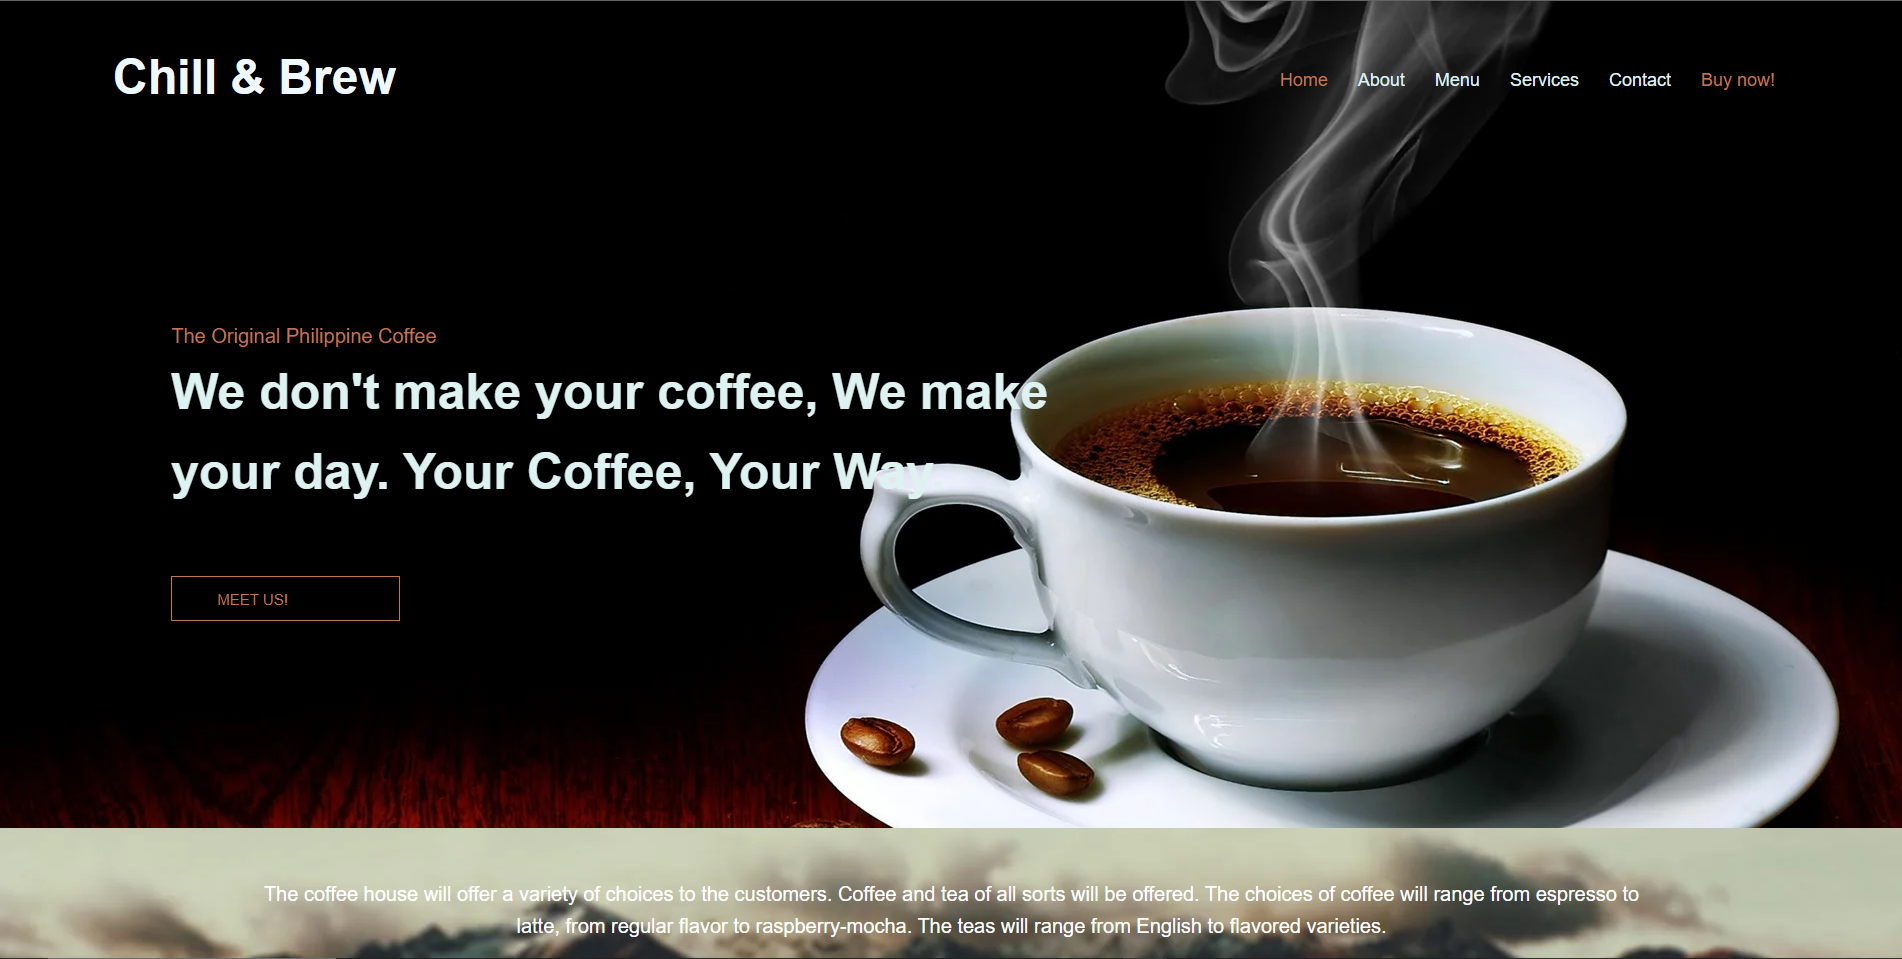 Chill & Brew
Home About Menu Services Contact Buy now!
The Original Philippine Coffee
We don't make your coffee, We make
your day. Your Coffee, Your Way.
MEET US!
The coffee house will offer a variety of choices to the customers. Coffee and tea of all sorts will be offered. The choices of coffee will range from espresso to
latte, from regular flavor to raspberry-mocha. The teas will range from English to flavored varieties.